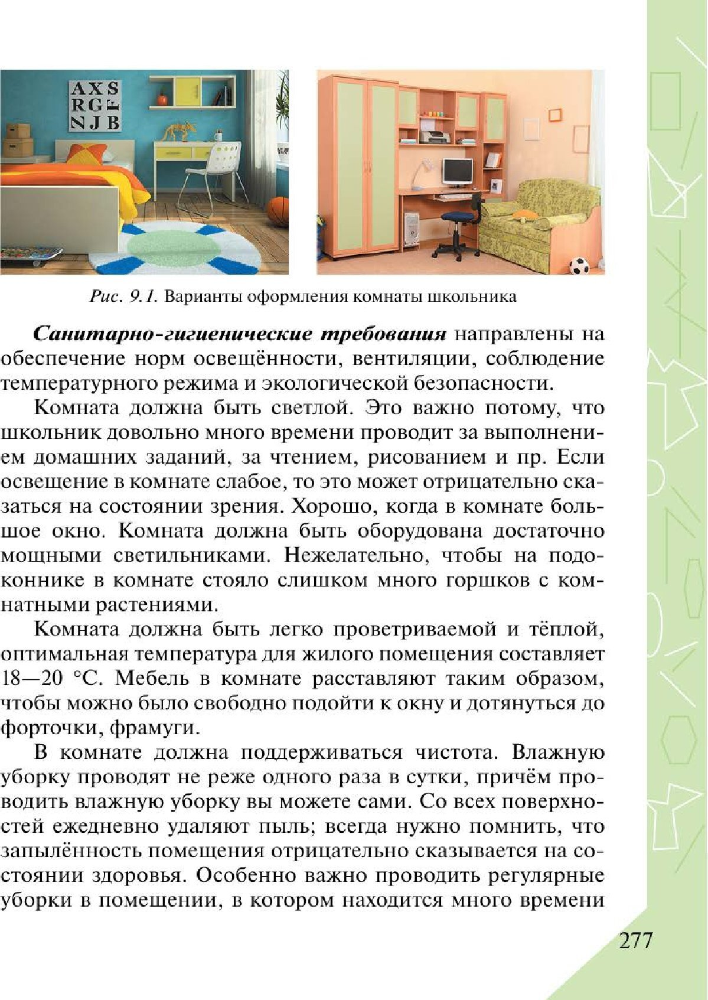 AXS
RGF
NJB
Рис. 9.1. Варианты оформления комнаты школьника
Санитарно-гигиенические требования направлены на
обеспечение норм освещённости, вентиляции, соблюдение
температурного режима и экологической безопасности.
Комната должна быть светлой. Это важно потому, что
школьник довольно много времени проводит за выполнени-
ем домашних заданий, за чтением, рисованием и пр. Если
освещение в комнате слабое, то это может отрицательно ска-
заться на состоянии зрения. Хорошо, когда в комнате боль-
шое окно. Комната должна быть оборудована достаточно
мощными светильниками. Нежелательно, чтобы на подо-
коннике в комнате стояло слишком много горшков с ком-
натными растениями.
Комната должна быть легко проветриваемой и тёплой,
оптимальная температура для жилого помещения составляет
18—20 °С. Мебель в комнате расставляют таким образом,
чтобы можно было свободно подойти к окну и дотянуться до
форточки, фрамуги.
В комнате должна поддерживаться чистота. Влажную
уборку проводят не реже одного раза в сутки, причём про-
водить влажную уборку вы можете сами. Со всех поверхно-
стей ежедневно удаляют пыль; всегда нужно помнить, что
запылённость помещения отрицательно сказывается на со-
стоянии здоровья. Особенно важно проводить регулярные
уборки в помещении, в котором находится много времени
277